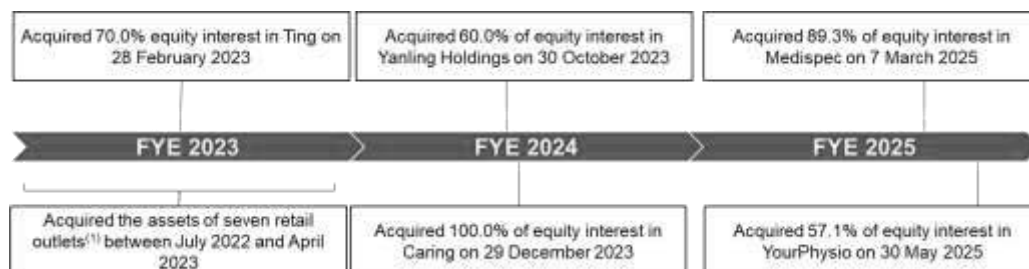 Acquired 70.0% equity interest in Ting on
28 February 2023
Acquired 60.0% of equity interest in
Yanling Holdings on 30 October 2023
Acquired 89.3% of equity interest in
Medispec on 7 March 2025
FYE 2023
FYE 2024
FYE 2025
Acquired the assets of seven retail
outlets⁽¹⁾ between July 2022 and April
2023
Acquired 100.0% of equity interest in
Caring on 29 December 2023
Acquired 57.1% of equity interest in
YourPhysio on 30 May 2025